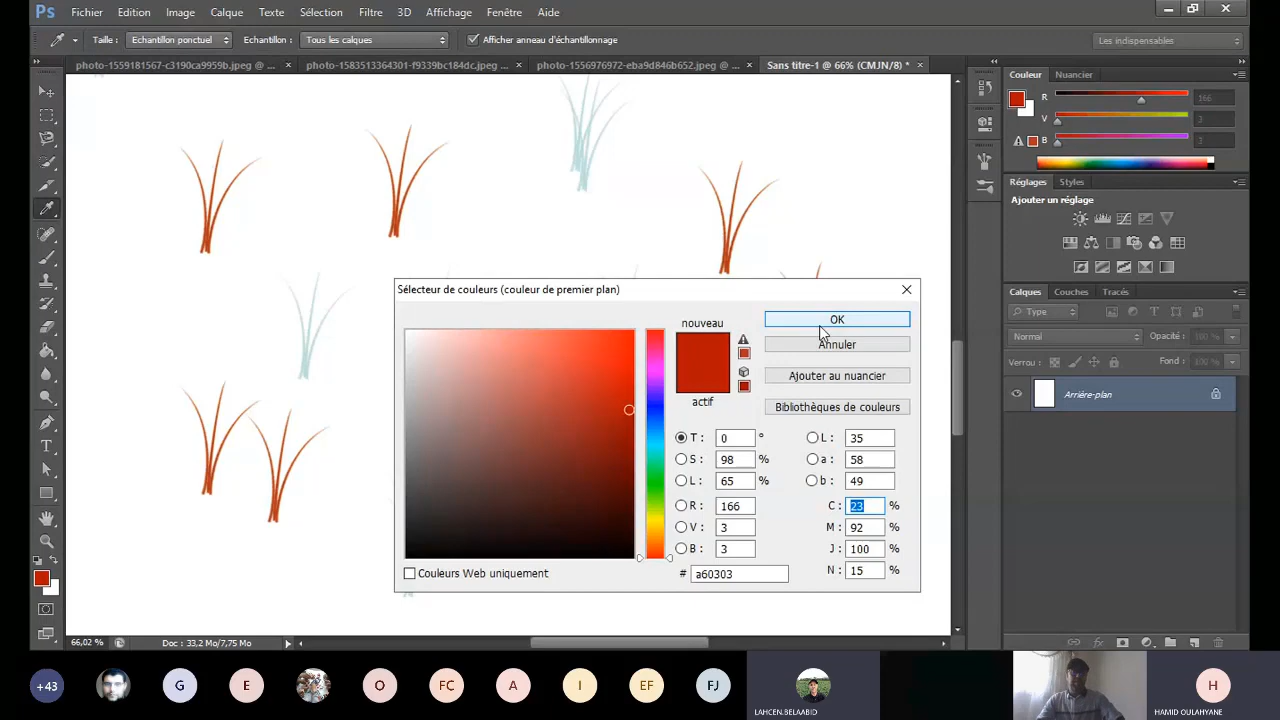 Ps Fichier Edition Image Calque Texte Sélection Filtre 3D Affichage Fenêtre Aide
Taille : Echantillon ponctuel Echantillon : Tous les calques Afficher anneau d'échantillonnage Les indispensables
photo-1559181567-c3190ca9959b.jpeg @ ... × photo-1583513364301-f9339bc184dc.jpeg ... × photo-1556976972-eba9d846b652.jpeg @ ... × Sans titre-1 @ 66% (CMJN/8) * ×
Couleur Nuancier
R 166
V 3
B 3
Réglages Styles
Ajouter un réglage
Calques Couches Tracés
Type
Normal Opacité : 100 %
Verrou : Fond : 100 %
Arrière-plan
Sélecteur de couleurs (couleur de premier plan)
nouveau
actif
OK
Annuler
Ajouter au nuancier
Bibliothèques de couleurs
T : 0 ° L : 35
S : 98 % a : 58
L : 65 % b : 49
R : 166 C : 23 %
V : 3 M : 92 %
B : 3 J : 100 %
# a60303 N : 15 %
Couleurs Web uniquement
66,02 % Doc : 33,2 Mo/7,75 Mo
+43 G E O FC A I EF FJ H
LAHCEN.BELAABID HAMID OULAHYANE